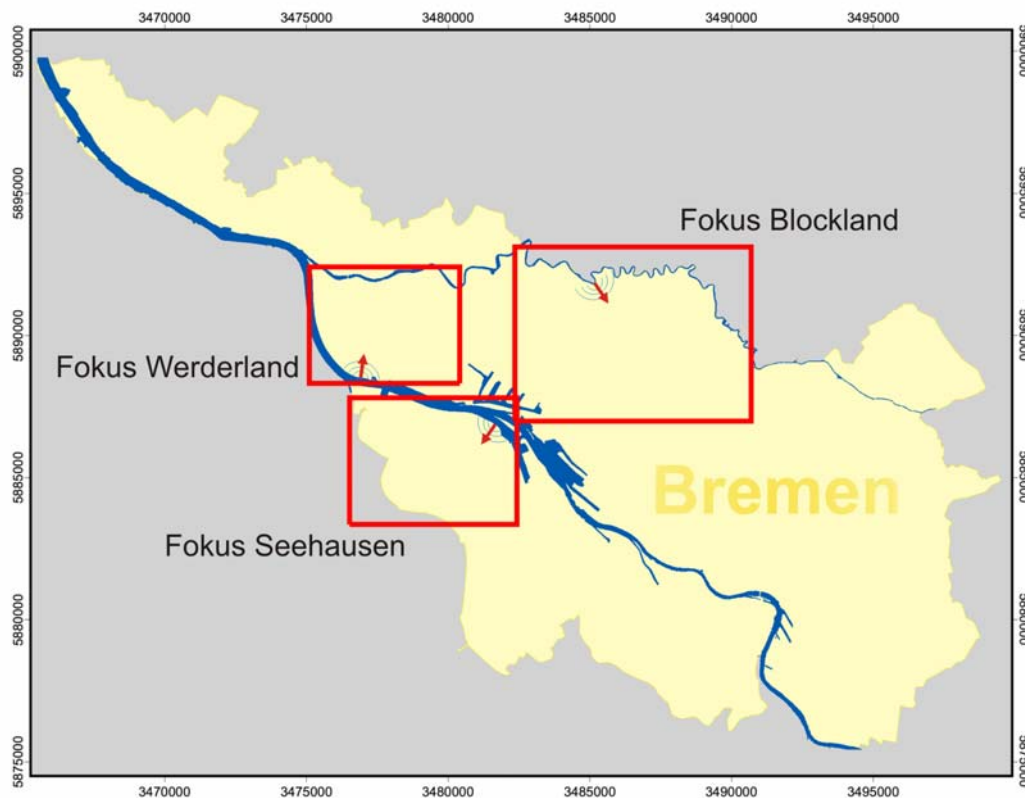 3470000 3475000 3480000 3485000 3490000 3495000
5900000
5895000
5890000
5885000
5880000
5875000
Fokus Blockland
Fokus Werderland
Bremen
Fokus Seehausen
3470000 3475000 3480000 3485000 3490000 3495000